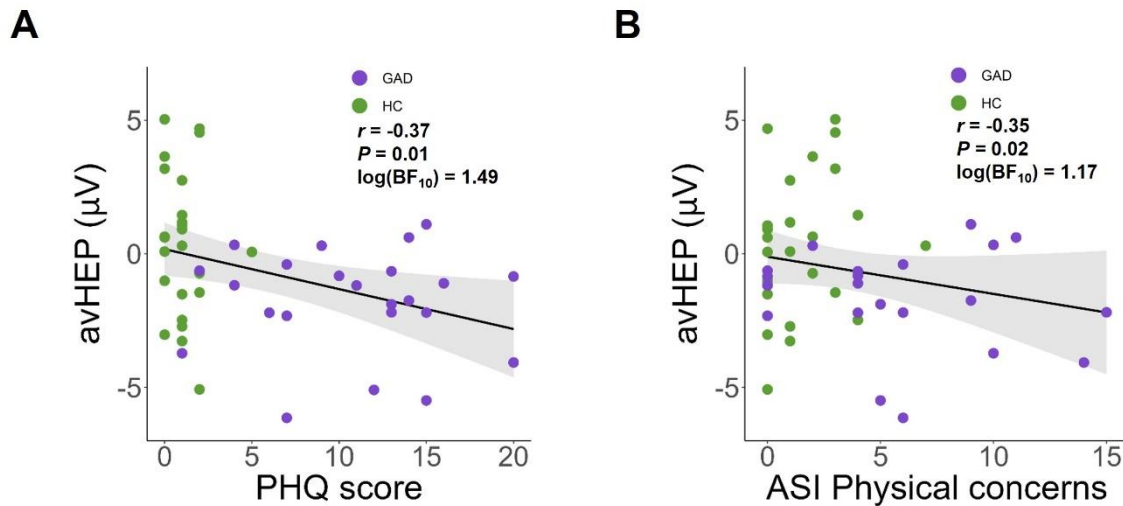 A
GAD
HC
r = -0.37
P = 0.01
log(BF₁₀) = 1.49
5
0
-5
avHEP (µV)
0 5 10 15 20
PHQ score
B
GAD
HC
r = -0.35
P = 0.02
log(BF₁₀) = 1.17
5
0
-5
avHEP (µV)
0 5 10 15
ASI Physical concerns